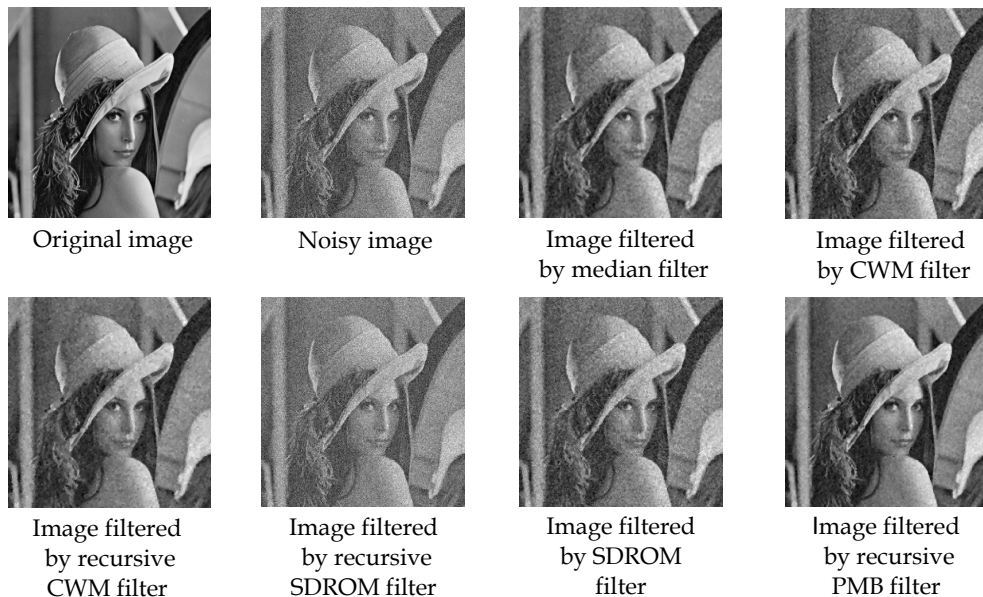 Original image
Noisy image
Image filtered
by median filter
Image filtered
by CWM filter
Image filtered
by recursive
CWM filter
Image filtered
by recursive
SDROM filter
Image filtered
by SDROM
filter
Image filtered
by recursive
PMB filter